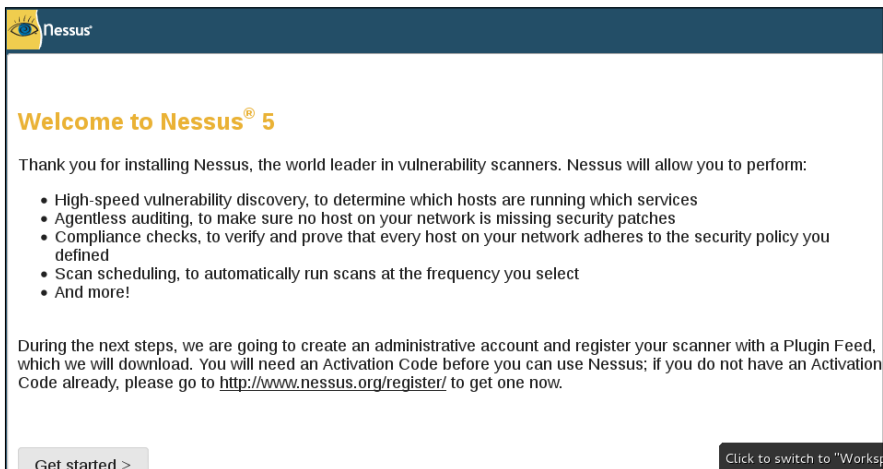 Nessus®
Welcome to Nessus® 5
Thank you for installing Nessus, the world leader in vulnerability scanners. Nessus will allow you to perform:
• High-speed vulnerability discovery, to determine which hosts are running which services
• Agentless auditing, to make sure no host on your network is missing security patches
• Compliance checks, to verify and prove that every host on your network adheres to the security policy you
defined
• Scan scheduling, to automatically run scans at the frequency you select
• And more!
During the next steps, we are going to create an administrative account and register your scanner with a Plugin Feed,
which we will download. You will need an Activation Code before you can use Nessus; if you do not have an Activation
Code already, please go to http://www.nessus.org/register/ to get one now.
Get started >
Click to switch to "Worksp